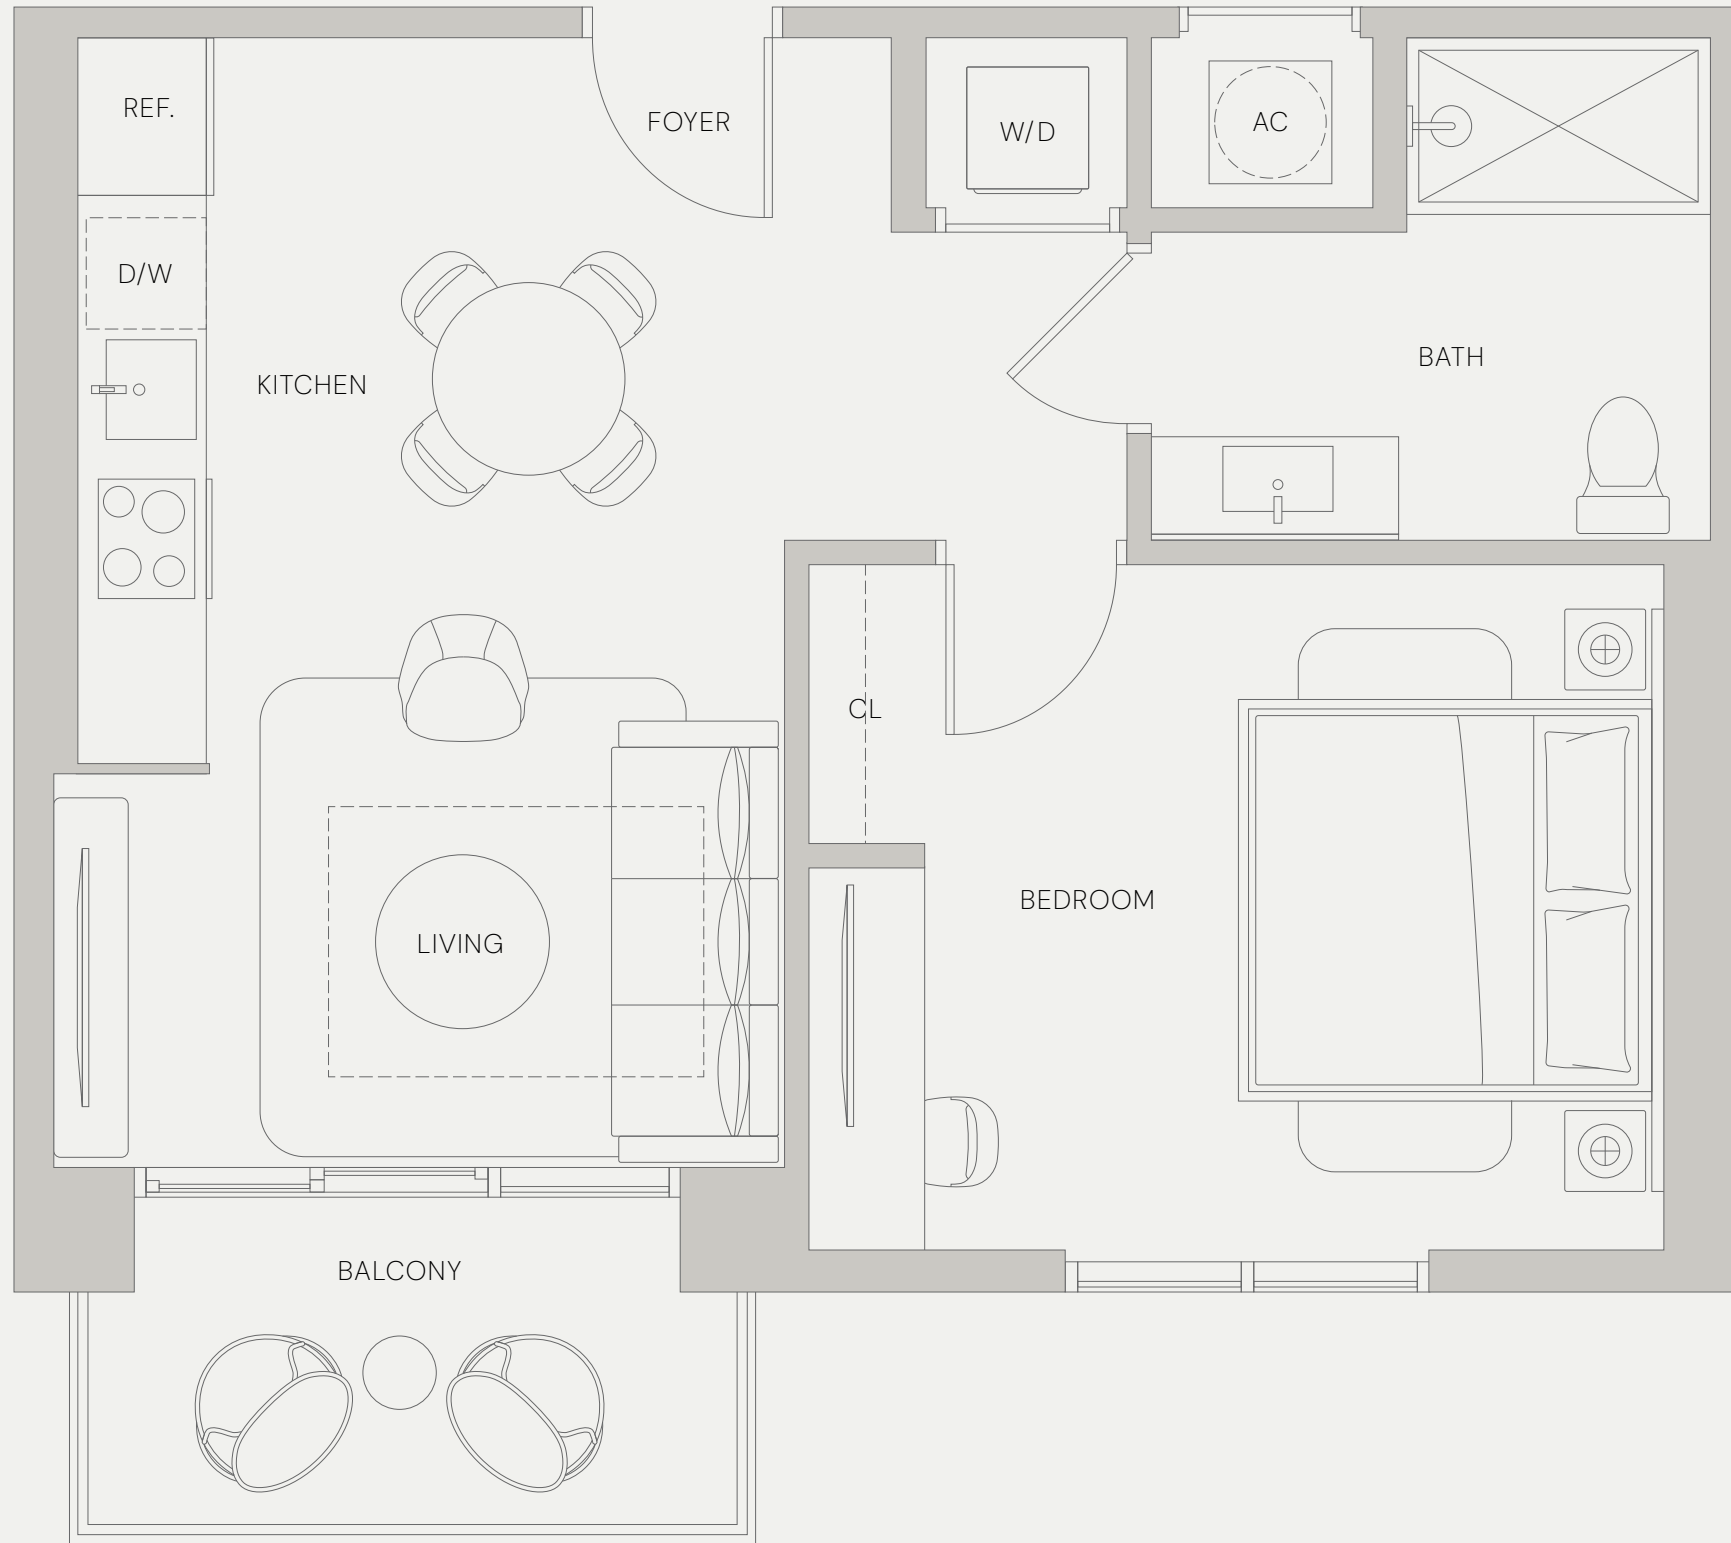 REF.
FOYER
W/D
AC
D/W
KITCHEN
BATH
CL
BEDROOM
LIVING
BALCONY